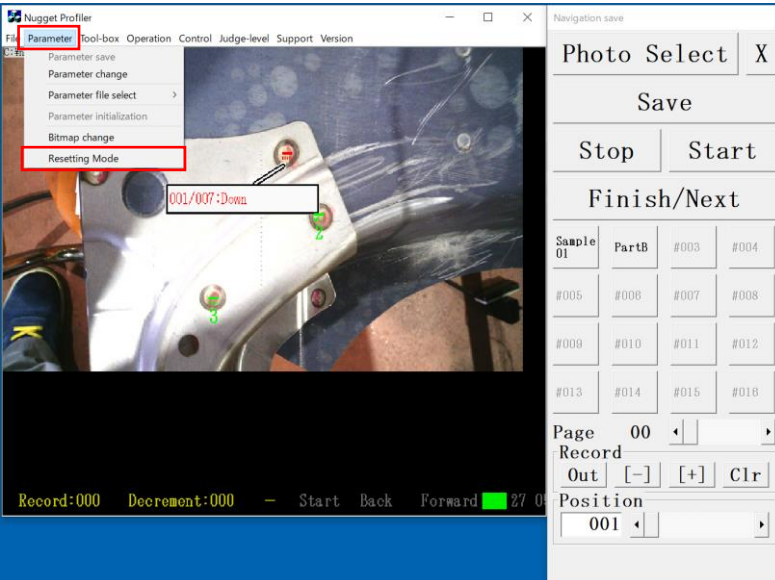 Nugget Profiler
Navigation save
File Parameter Tool-box Operation Control Judge-level Support Version
Parameter save
Parameter change
Parameter file select
Parameter initialization
Bitmap change
Resetting Mode
001/007:Down
2
3
Record:000 Decrement:000 – Start Back Forward 27
Photo Select X
Save
Stop Start
Finish/Next
Sample 01 PartB #003 #004
#005 #006 #007 #008
#009 #010 #011 #012
#013 #014 #015 #016
Page 00
Record
Out [-] [+] Clr
Position
001